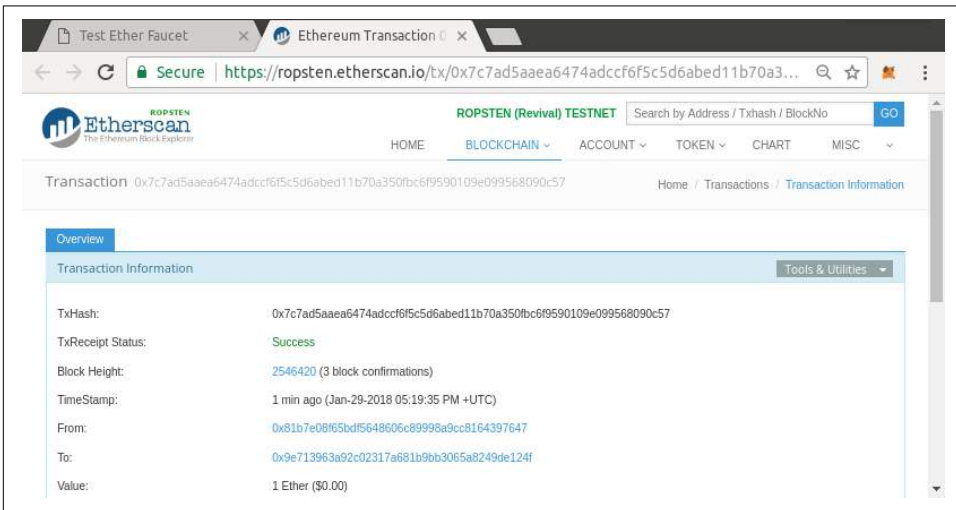 Test Ether Faucet
Ethereum Transaction 0
Secure https://ropsten.etherscan.io/tx/0x7c7ad5aaea6474adccf6f5c5d6abed11b70a3...
ROPSTEN
Etherscan
The Ethereum Block Explorer
ROPSTEN (Revival) TESTNET Search by Address / Txhash / BlockNo GO
HOME BLOCKCHAIN ACCOUNT TOKEN CHART MISC
Transaction 0x7c7ad5aaea6474adccf6f5c5d6abed11b70a350fbc6f9590109e099568090c57 Home / Transactions / Transaction Information
Overview
Transaction Information Tools & Utilities
TxHash: 0x7c7ad5aaea6474adccf6f5c5d6abed11b70a350fbc6f9590109e099568090c57
TxReceipt Status: Success
Block Height: 2546420 (3 block confirmations)
TimeStamp: 1 min ago (Jan-29-2018 05:19:35 PM +UTC)
From: 0x81b7e08f65bdf5648606c89998a9cc8164397647
To: 0x9e713963a92c02317a681b9bb3065a8249de124f
Value: 1 Ether ($0.00)